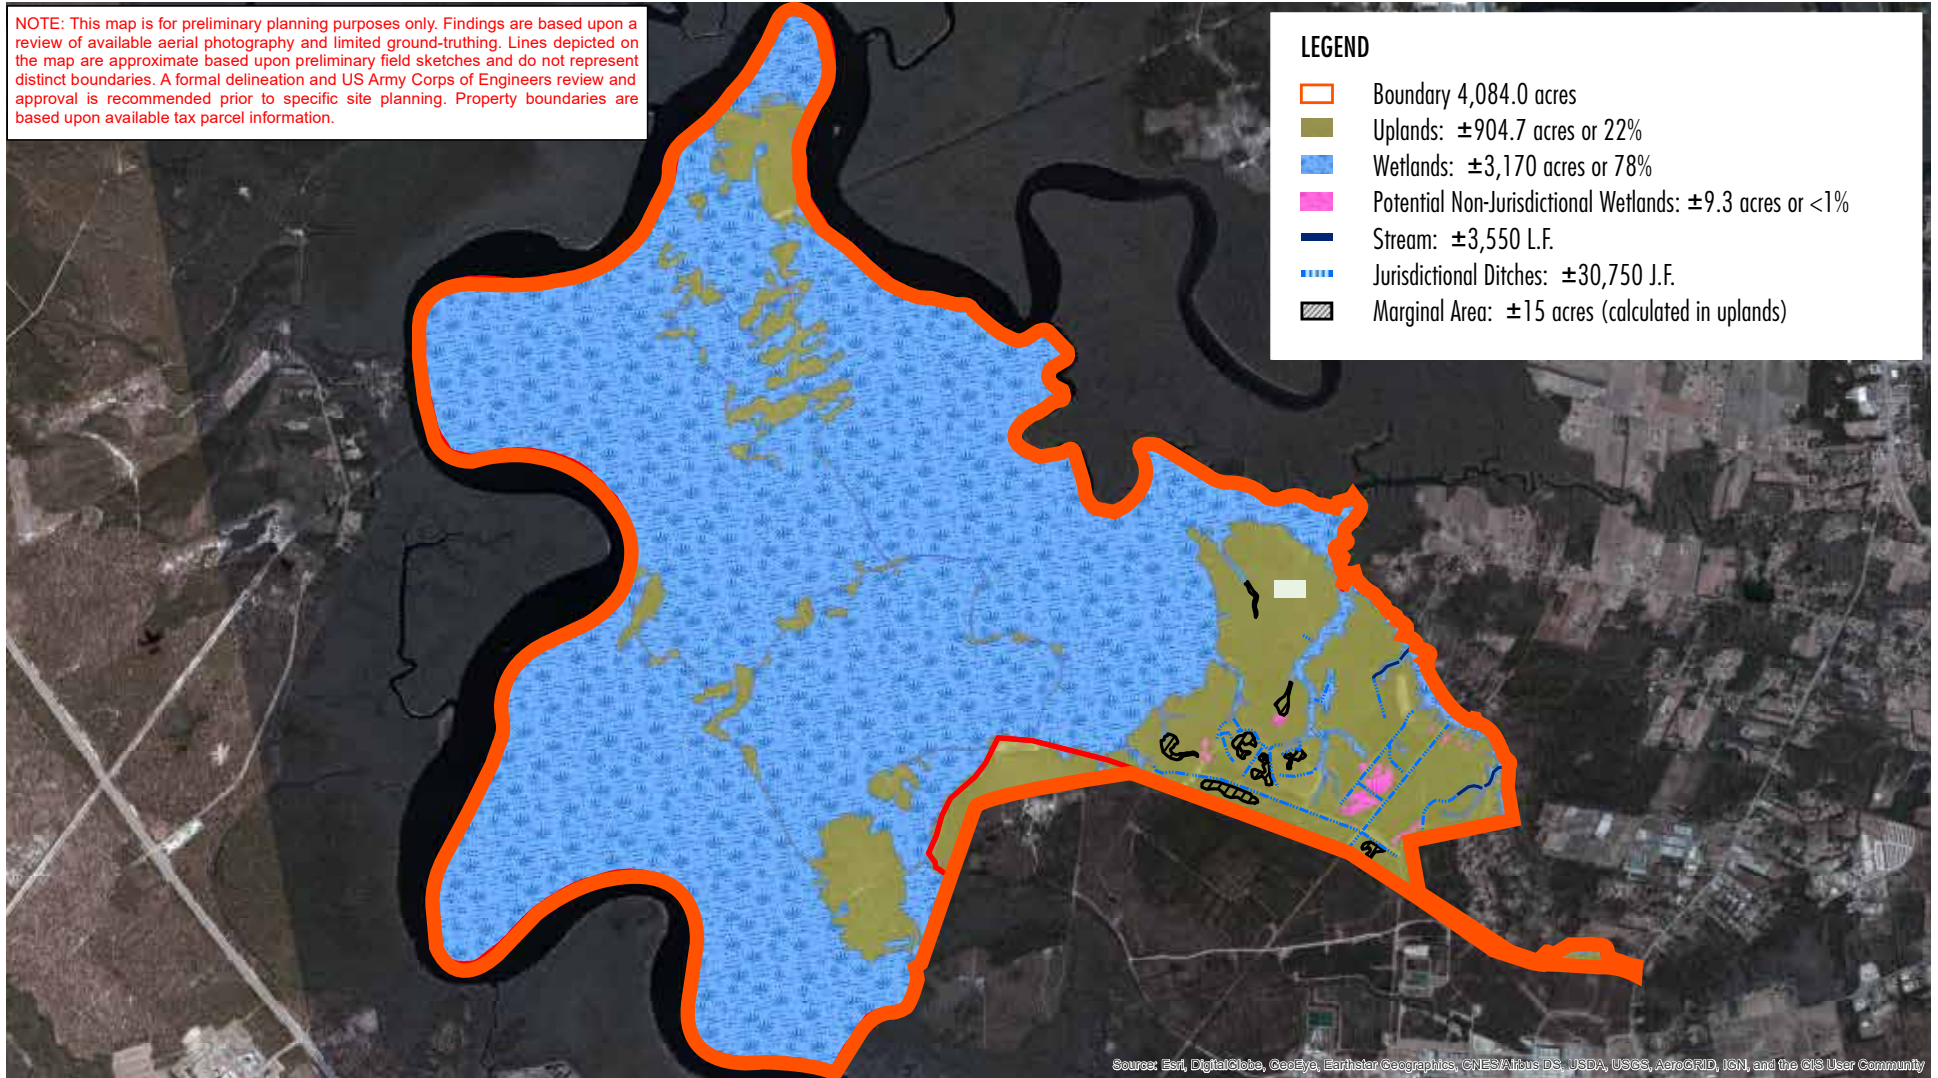 NOTE: This map is for preliminary planning purposes only. Findings are based upon a
review of available aerial photography and limited ground-truthing. Lines depicted on
the map are approximate based upon preliminary field sketches and do not represent
distinct boundaries. A formal delineation and US Army Corps of Engineers review and
approval is recommended prior to specific site planning. Property boundaries are
based upon available tax parcel information.
LEGEND
Boundary 4,084.0 acres
Uplands: ±904.7 acres or 22%
Wetlands: ±3,170 acres or 78%
Potential Non-Jurisdictional Wetlands: ±9.3 acres or <1%
Stream: ±3,550 L.F.
Jurisdictional Ditches: ±30,750 J.F.
Marginal Area: ±15 acres (calculated in uplands)
Source: Esri, DigitalGlobe, GeoEye, Earthstar Geographics, CNES/Airbus DS, USDA, USGS, AeroGRID, IGN, and the GIS User Community